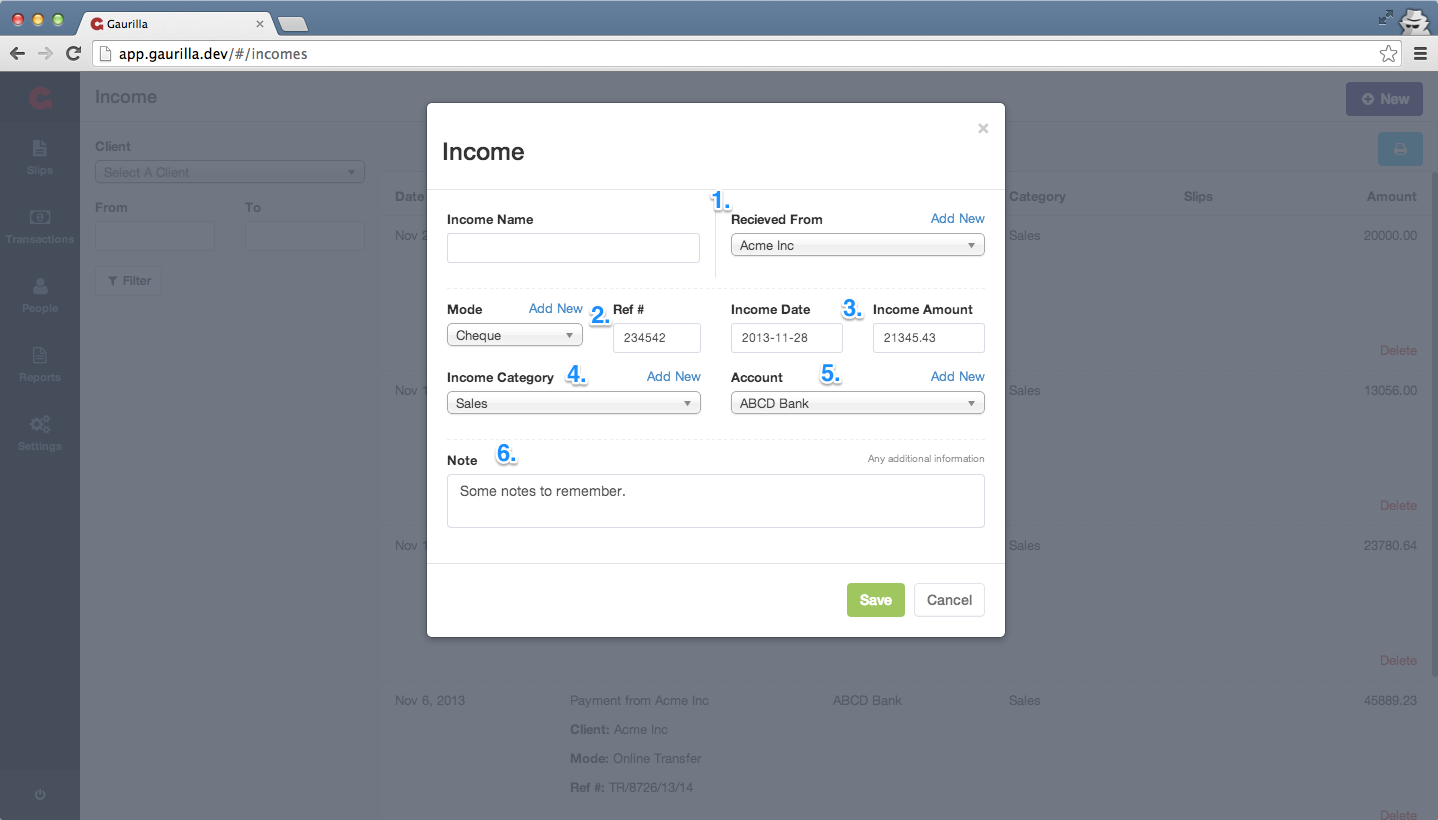 Gaurilla
app.gaurilla.dev/#/incomes
Income
New
Slips
Transactions
People
Reports
Settings
Client
Select A Client
From To
Filter
Date Category Slips Amount
Nov 2 Sales 20000.00
Delete
Nov 1 Sales 13056.00
Delete
Nov 1 Sales 23780.64
Delete
Nov 6, 2013 Payment from Acme Inc ABCD Bank Sales 45889.23
Client: Acme Inc
Mode: Online Transfer
Ref #: TR/8726/13/14
Delete
Income
×
1.
Income Name Recieved From Add New
Acme Inc
Mode Add New 2. Ref # Income Date 3. Income Amount
Cheque 234542 2013-11-28 21345.43
Income Category 4. Add New Account 5. Add New
Sales ABCD Bank
Note 6. Any additional information
Some notes to remember.
Save Cancel